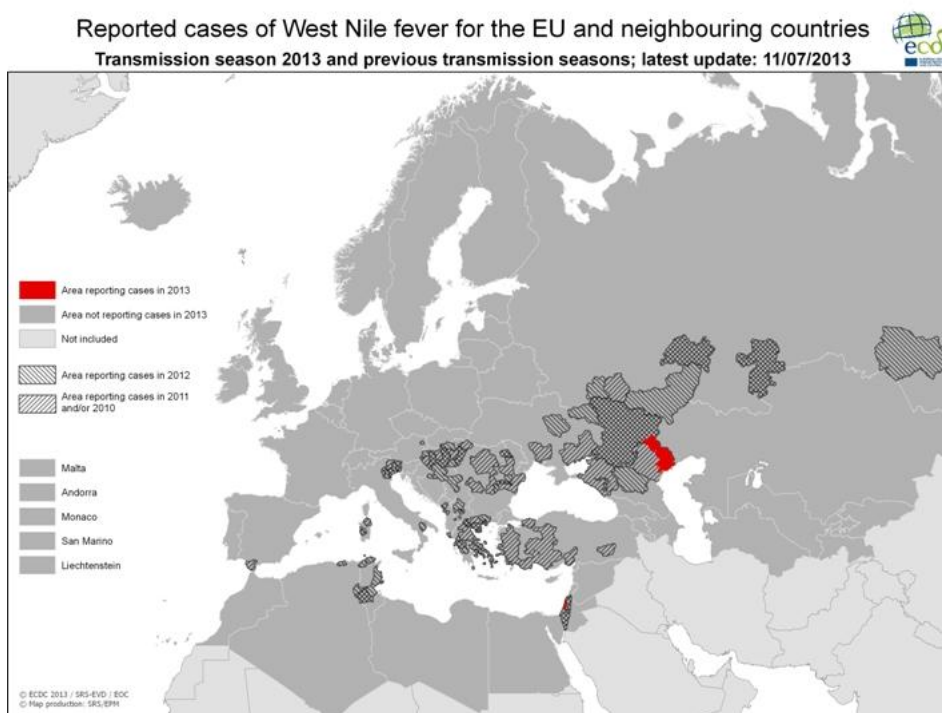 Reported cases of West Nile fever for the EU and neighbouring countries
Transmission season 2013 and previous transmission seasons; latest update: 11/07/2013
ecdc
Area reporting cases in 2013
Area not reporting cases in 2013
Not included
Area reporting cases in 2012
Area reporting cases in 2011
and/or 2010
Malta
Andorra
Monaco
San Marino
Liechtenstein
© ECDC 2013 / SRS-EVD / EOC
© Map production: SRS/EPM